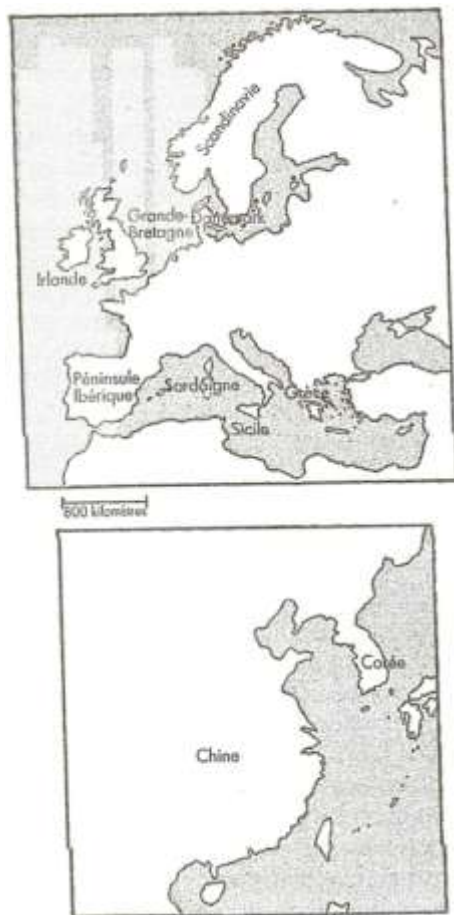 Scandinavie
Grande-
Bretagne
Danemark
Irlande
Péninsule
Ibérique
Sardaigne
Grèce
Sicile
800 kilomètres
Corée
Chine